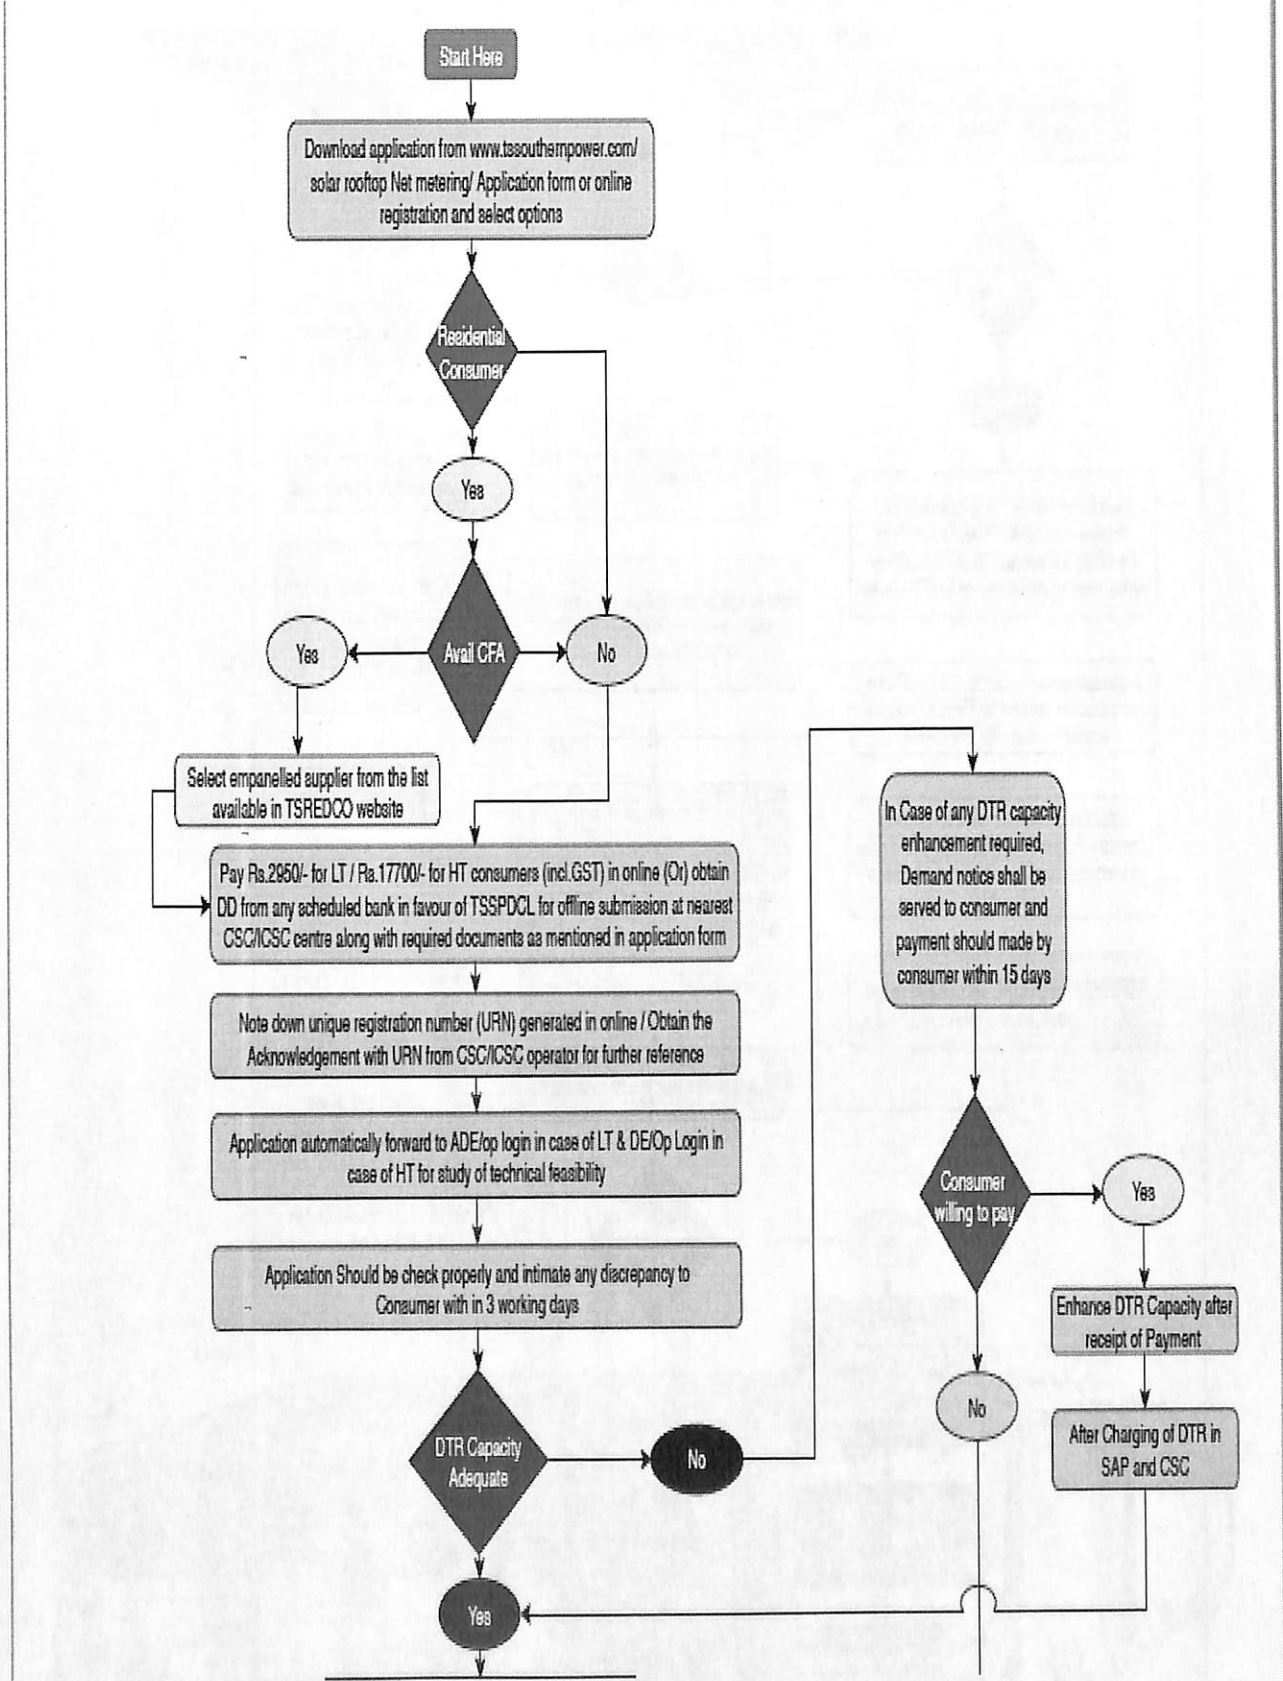 Start Here
Download application from www.tssouthernpower.com/
solar rooftop Net metering/ Application form or online
registration and select options
Residential
Consumer
Yes
Avail CFA
Yes
No
Select empanelled supplier from the list
available in TSREDCO website
Pay Rs.2950/- for LT / Rs.17700/- for HT consumers (incl.GST) in online (Or) obtain
DD from any scheduled bank in favour of TSSPDCL for offline submission at nearest
CSC/ICSC centre along with required documents as mentioned in application form
Note down unique registration number (URN) generated in online / Obtain the
Acknowledgement with URN from CSC/ICSC operator for further reference
Application automatically forward to ADE/op login in case of LT & DE/Op Login in
case of HT for study of technical feasibility
Application Should be check properly and intimate any discrepancy to
Consumer with in 3 working days
DTR Capacity
Adequate
No
Yes
In Case of any DTR capacity
enhancement required,
Demand notice shall be
served to consumer and
payment should made by
consumer within 15 days
Consumer
willing to pay
Yes
Enhance DTR Capacity after
receipt of Payment
No
After Charging of DTR in
SAP and CSC